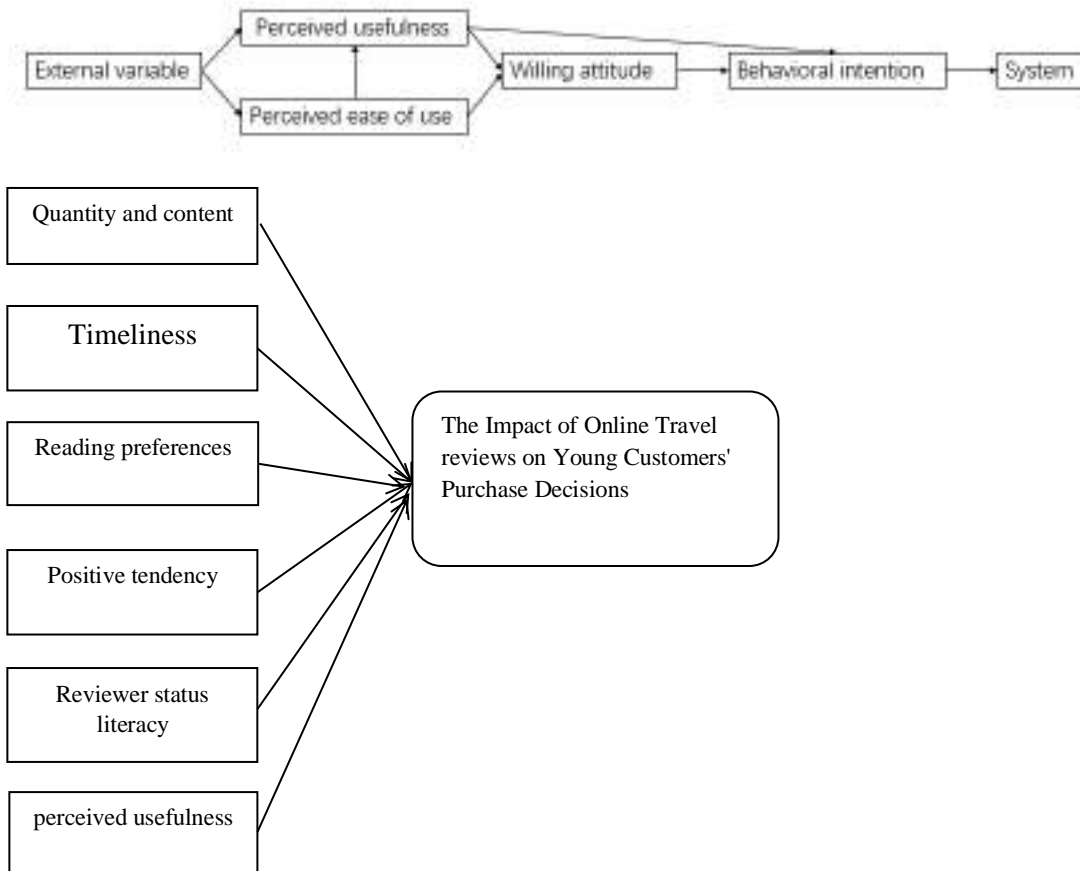 Perceived usefulness
External variable
Willing attitude
Behavioral intention
System
Perceived ease of use
Quantity and content
Timeliness
Reading preferences
Positive tendency
Reviewer status
literacy
perceived usefulness
The Impact of Online Travel
reviews on Young Customers'
Purchase Decisions